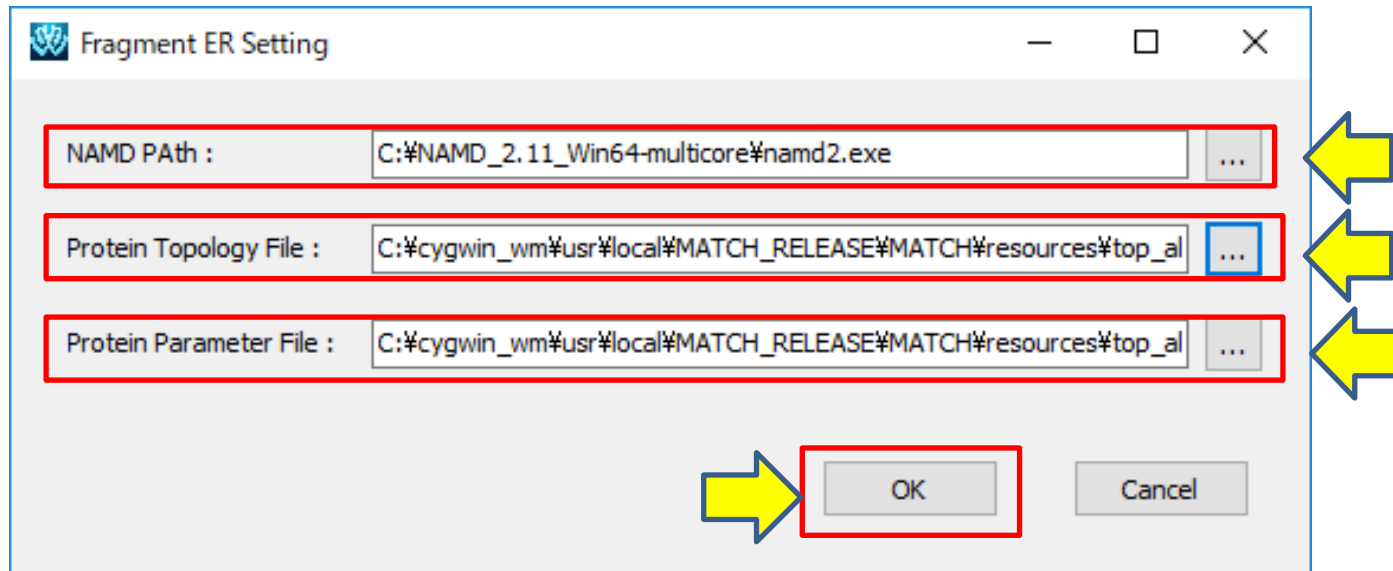 Fragment ER Setting
NAMD PAth : C:¥NAMD_2.11_Win64-multicore¥namd2.exe ...
Protein Topology File : C:¥cygwin_wm¥usr¥local¥MATCH_RELEASE¥MATCH¥resources¥top_al ...
Protein Parameter File : C:¥cygwin_wm¥usr¥local¥MATCH_RELEASE¥MATCH¥resources¥top_al ...
OK Cancel